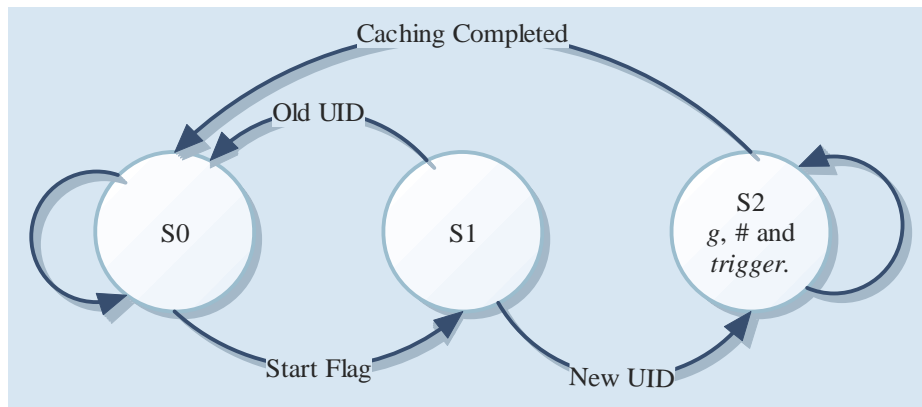 Caching Completed
Old UID
S0
S1
S2
g, # and
trigger.
Start Flag
New UID